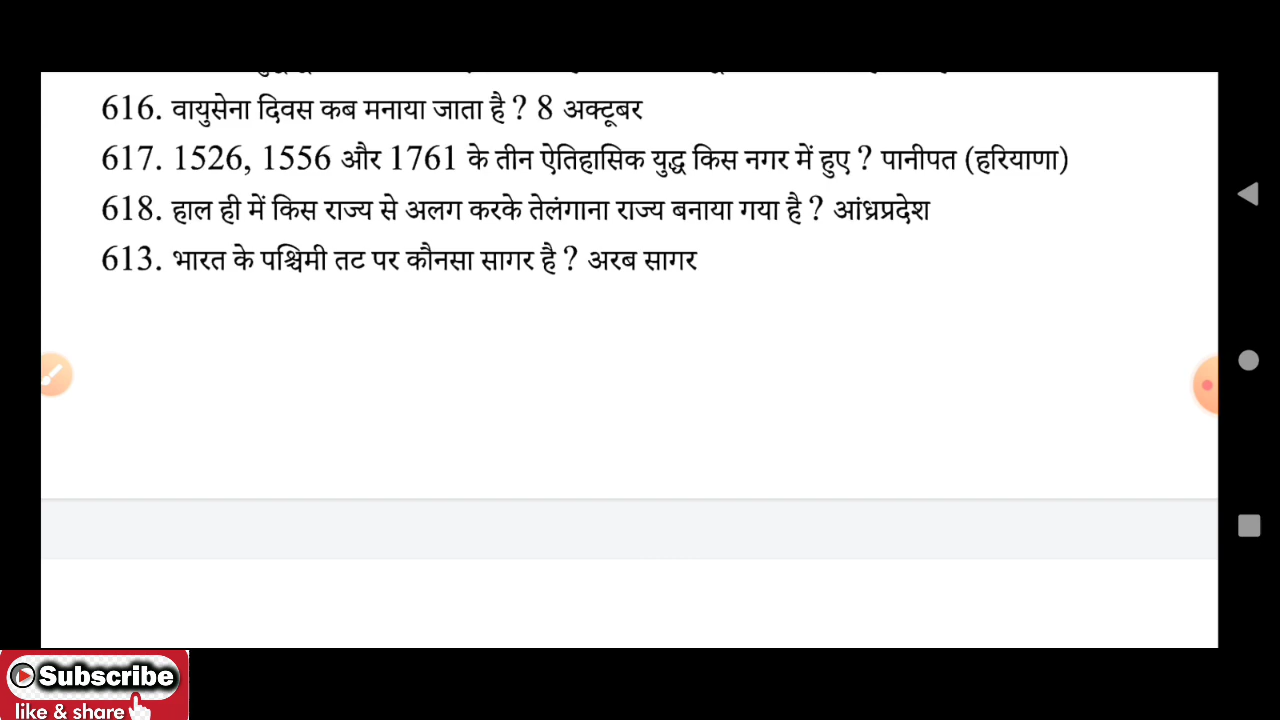 616. वायुसेना दिवस कब मनाया जाता है ? 8 अक्टूबर
617. 1526, 1556 और 1761 के तीन ऐतिहासिक युद्ध किस नगर में हुए ? पानीपत (हरियाणा)
618. हाल ही में किस राज्य से अलग करके तेलंगाना राज्य बनाया गया है ? आंध्रप्रदेश
613. भारत के पश्चिमी तट पर कौनसा सागर है ? अरब सागर
Subscribe
like & share